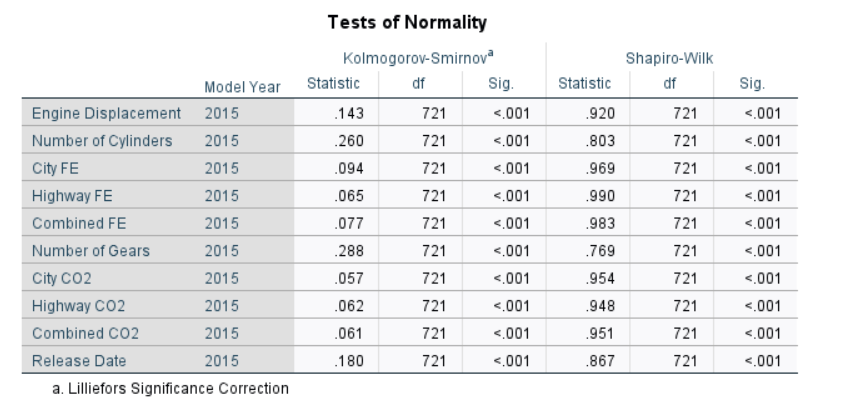 Tests of Normality
Kolmogorov-Smirnovᵃ Shapiro-Wilk
Model Year Statistic df Sig. Statistic df Sig.
Engine Displacement 2015 .143 721 <.001 .920 721 <.001
Number of Cylinders 2015 .260 721 <.001 .803 721 <.001
City FE 2015 .094 721 <.001 .969 721 <.001
Highway FE 2015 .065 721 <.001 .990 721 <.001
Combined FE 2015 .077 721 <.001 .983 721 <.001
Number of Gears 2015 .288 721 <.001 .769 721 <.001
City CO2 2015 .057 721 <.001 .954 721 <.001
Highway CO2 2015 .062 721 <.001 .948 721 <.001
Combined CO2 2015 .061 721 <.001 .951 721 <.001
Release Date 2015 .180 721 <.001 .867 721 <.001
a. Lilliefors Significance Correction